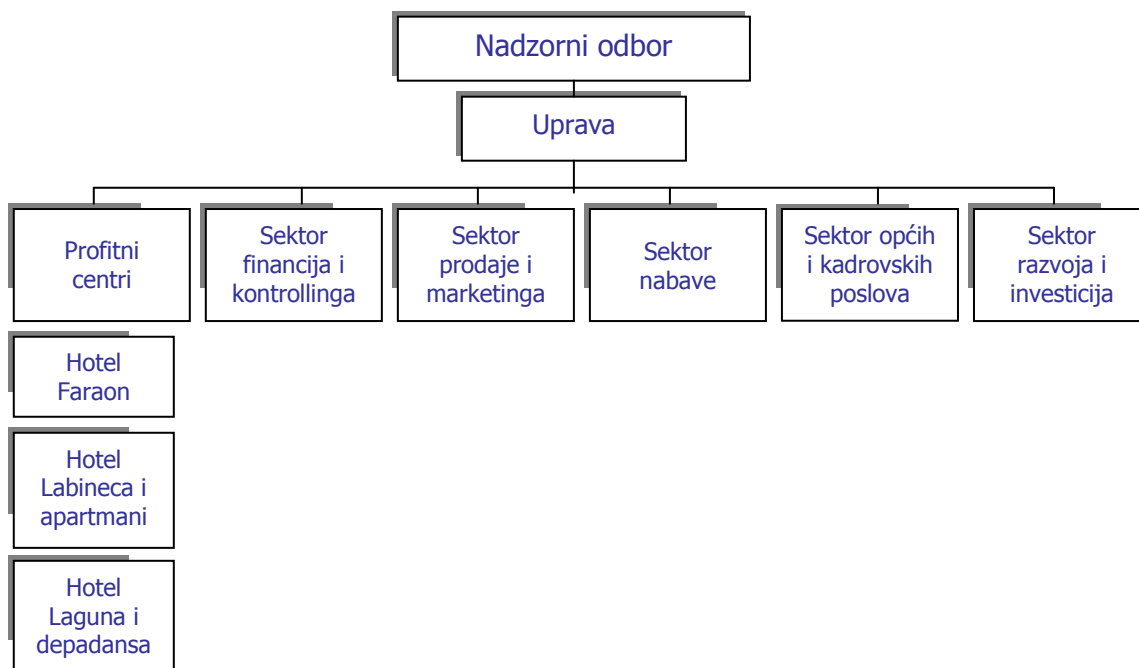 Nadzorni odbor
Uprava
Profitni
centri
Sektor
financija i
kontrollinga
Sektor
prodaje i
marketinga
Sektor
nabave
Sektor općih
i kadrovskih
poslova
Sektor
razvoja i
investicija
Hotel
Faraon
Hotel
Labineca i
apartmani
Hotel
Laguna i
depadansa